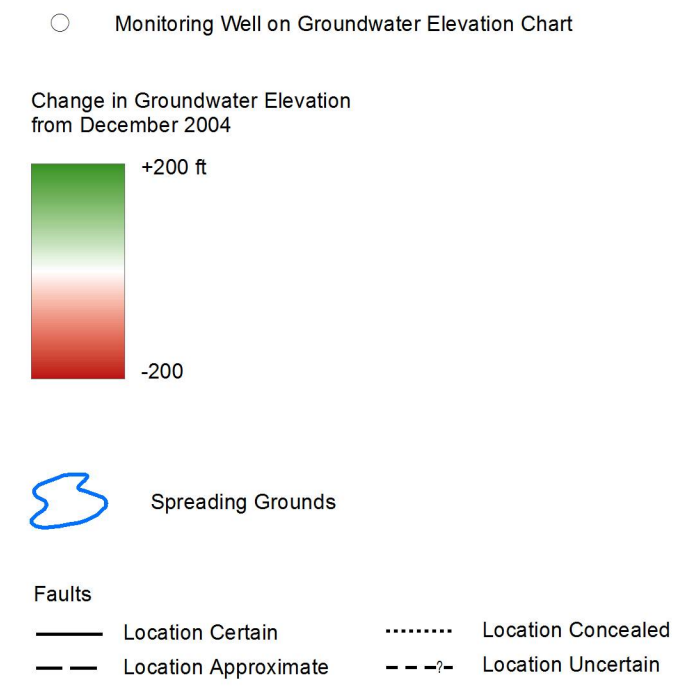 Monitoring Well on Groundwater Elevation Chart
Change in Groundwater Elevation
from December 2004
+200 ft
-200
Spreading Grounds
Faults
Location Certain
Location Concealed
Location Approximate
?
Location Uncertain